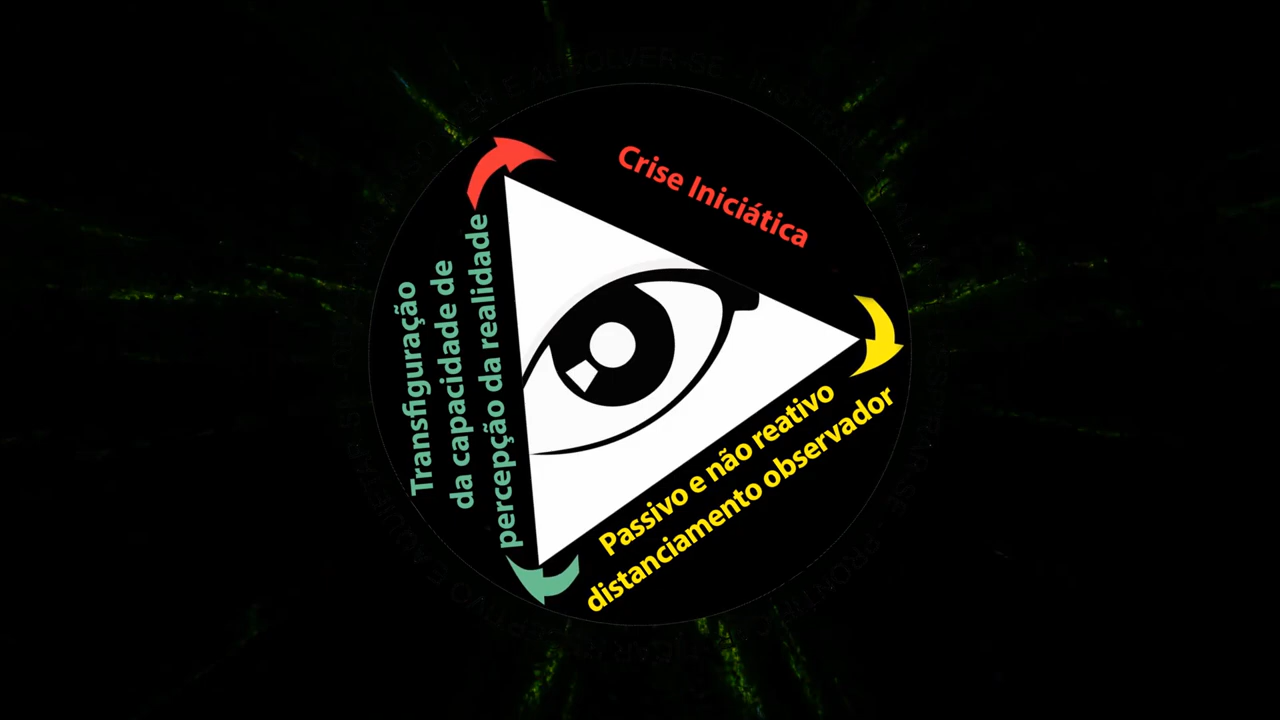 Crise Iniciática
Passivo e não reativo
distanciamento observador
Transfiguração
da capacidade de
percepção da realidade